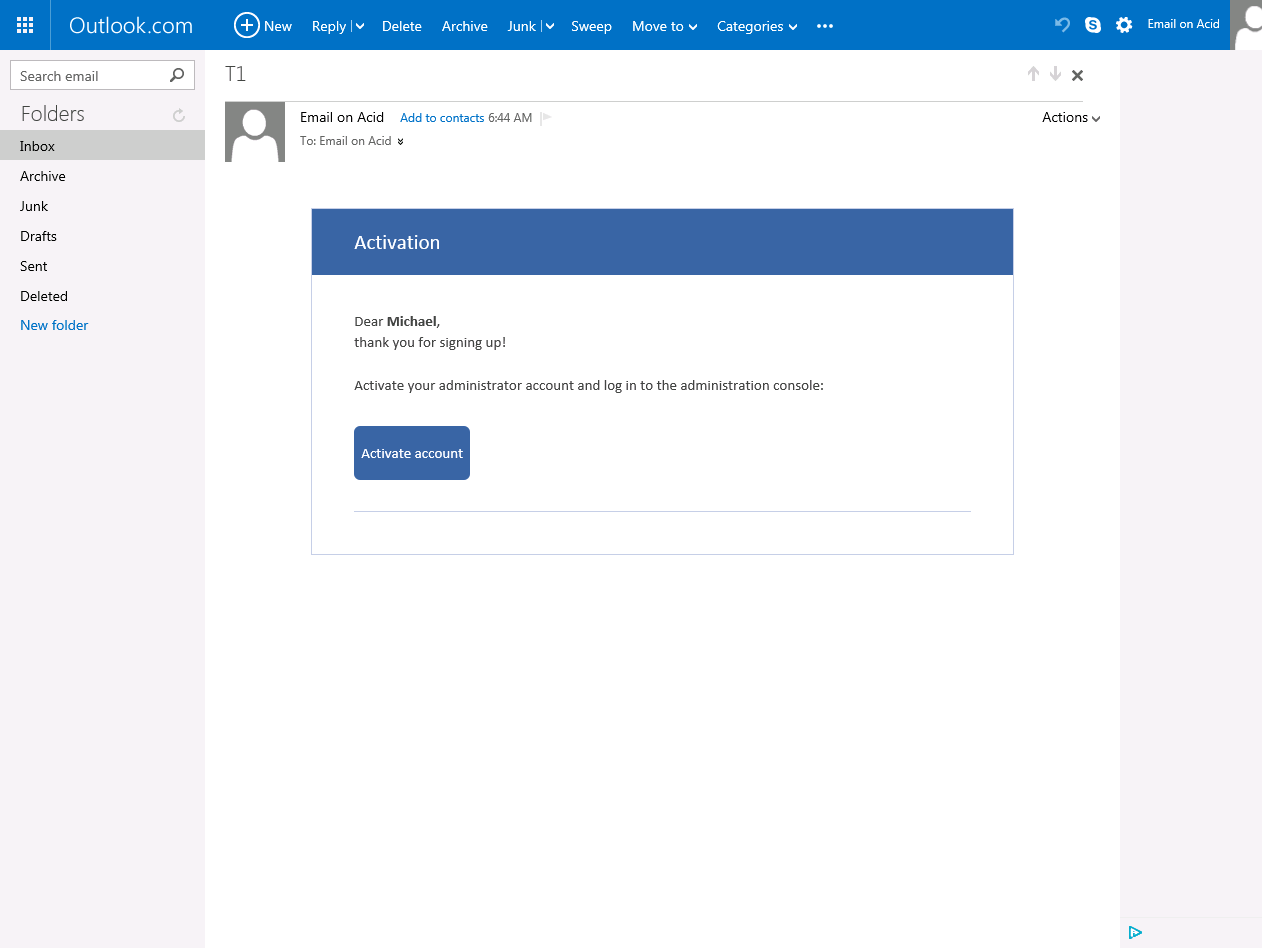 Outlook.com New Reply Delete Archive Junk Sweep Move to Categories ••• Email on Acid
Search email
Folders
Inbox
Archive
Junk
Drafts
Sent
Deleted
New folder
T1
Email on Acid Add to contacts 6:44 AM Actions
To: Email on Acid
Activation
Dear Michael,
thank you for signing up!
Activate your administrator account and log in to the administration console:
Activate account